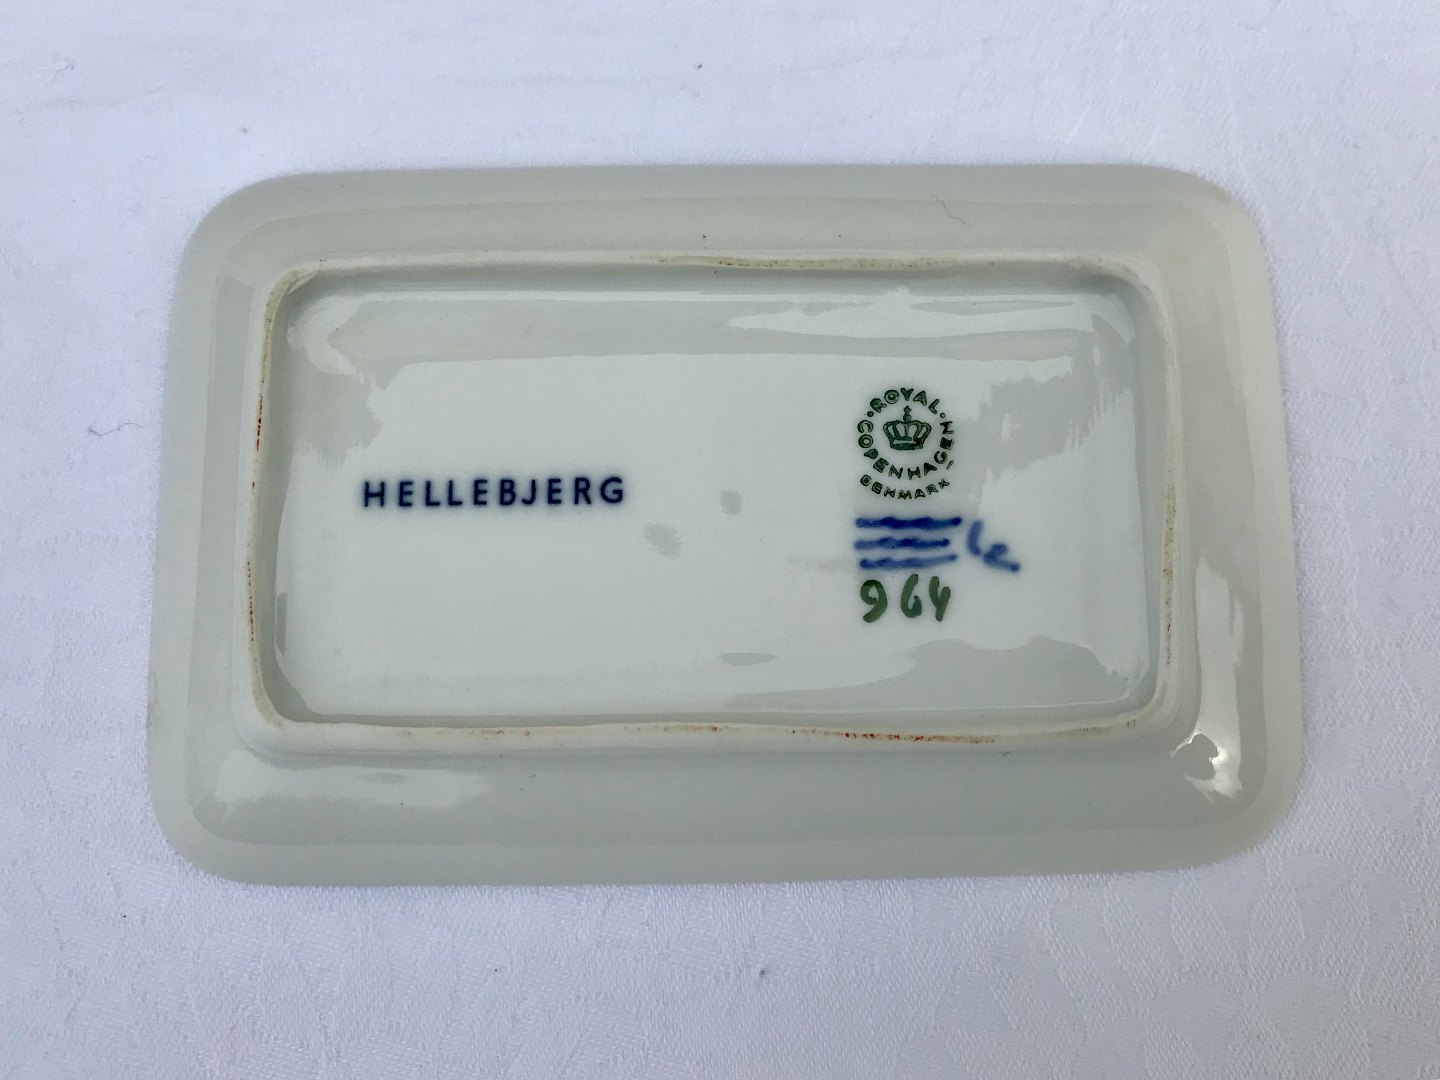 HELLEBJERG
ROYAL
COPENHAGEN
DENMARK
964